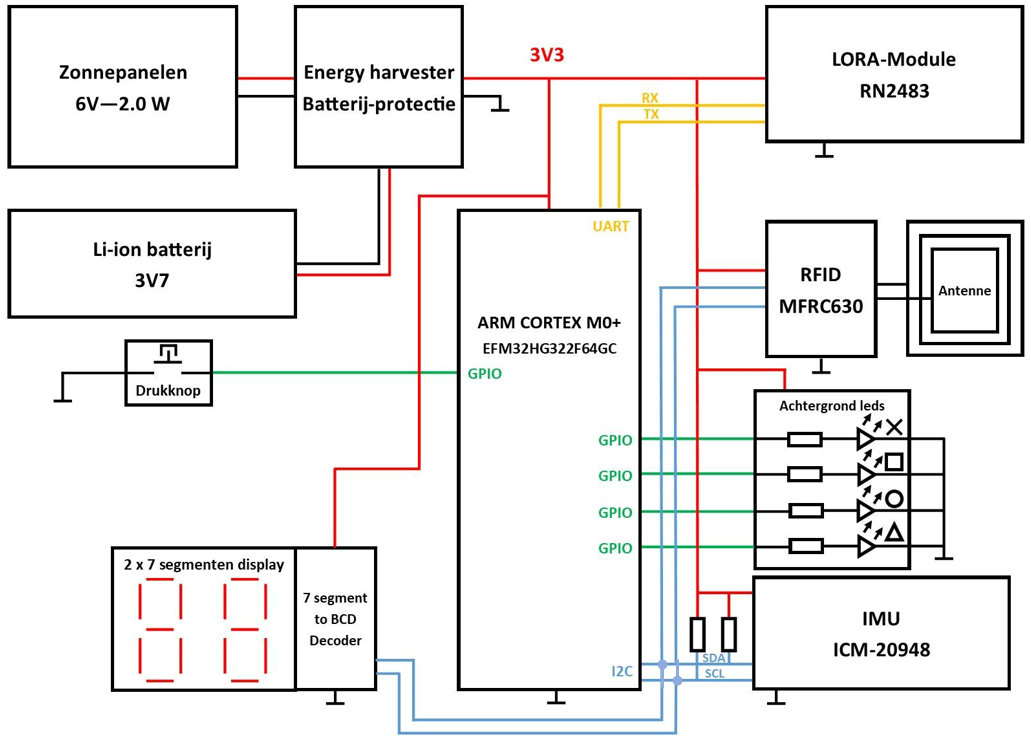 Zonnepanelen
6V—2.0 W
Energy harvester
Batterij-protectie
3V3
LORA-Module
RN2483
RX
TX
Li-ion batterij
3V7
UART
RFID
MFRC630
Antenne
ARM CORTEX M0+
EFM32HG322F64GC
GPIO
Drukknop
Achtergrond leds
GPIO
GPIO
GPIO
GPIO
2 x 7 segmenten display
7 segment
to BCD
Decoder
IMU
ICM-20948
I2C
SDA
SCL